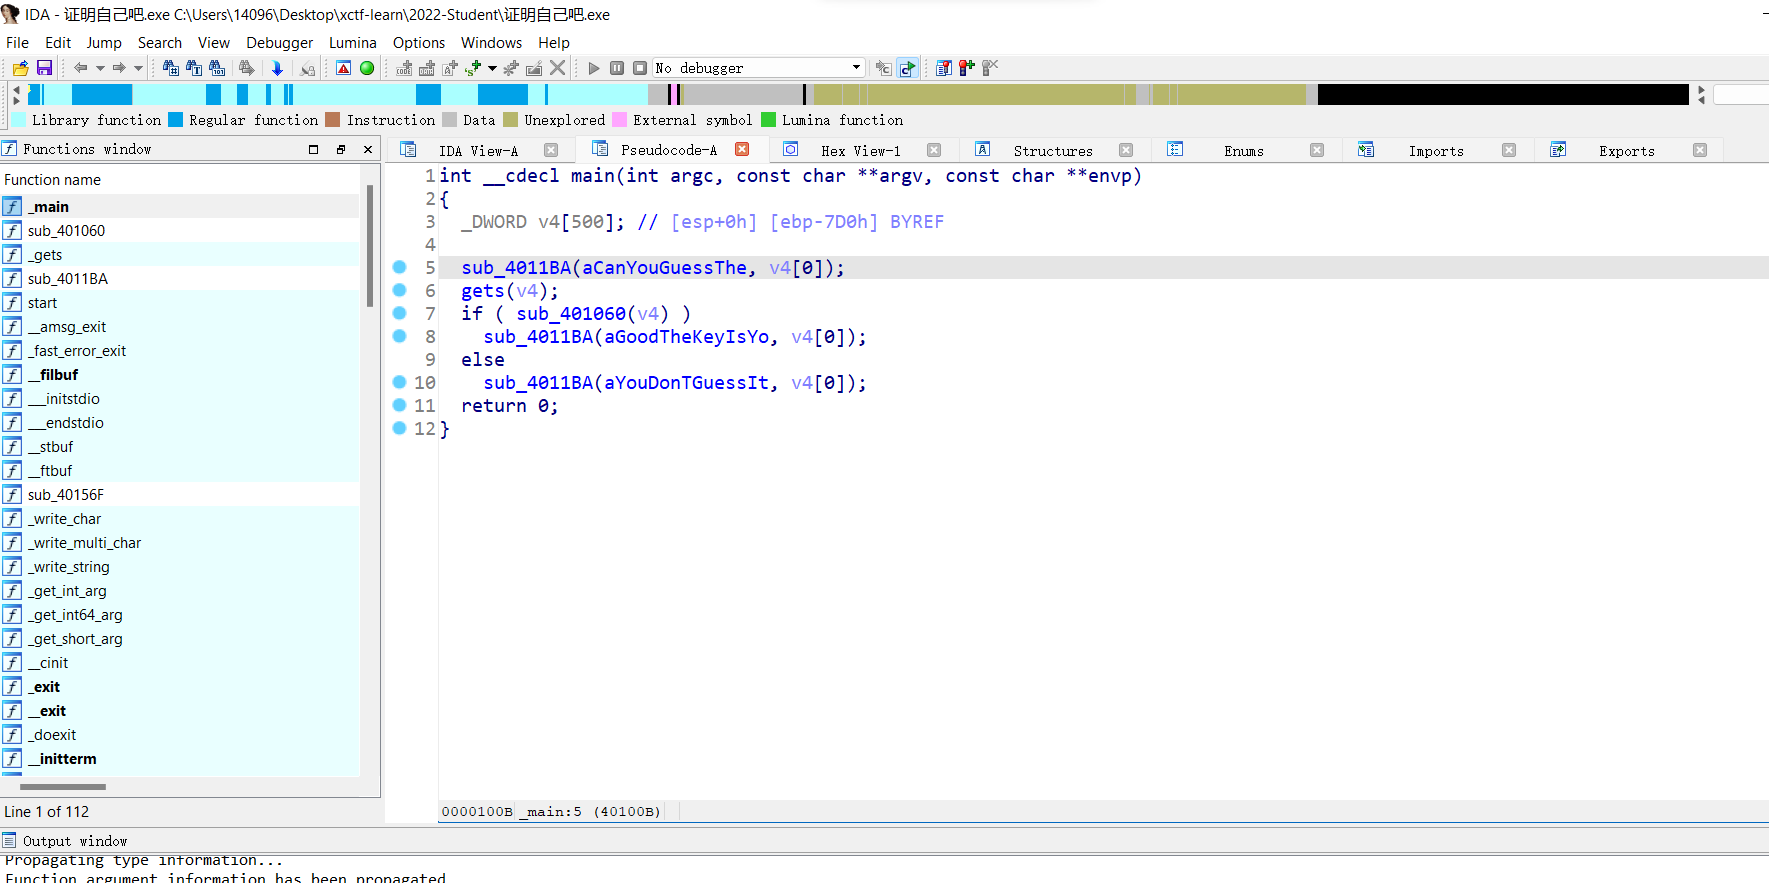 IDA - 证明自己吧.exe C:\Users\14096\Desktop\xctf-learn\2022-Student\证明自己吧.exe
File Edit Jump Search View Debugger Lumina Options Windows Help
No debugger
Library function Regular function Instruction Data Unexplored External symbol Lumina function
Functions window
IDA View-A Pseudocode-A Hex View-1 Structures Enums Imports Exports
Function name
_main
sub_401060
_gets
sub_4011BA
start
__amsg_exit
_fast_error_exit
__filbuf
___initstdio
___endstdio
__stbuf
__ftbuf
sub_40156F
_write_char
_write_multi_char
_write_string
_get_int_arg
_get_int64_arg
_get_short_arg
__cinit
_exit
__exit
_doexit
__initterm
Line 1 of 112
1 int __cdecl main(int argc, const char **argv, const char **envp)
2 {
3 _DWORD v4[500]; // [esp+0h] [ebp-7D0h] BYREF
4
5 sub_4011BA(aCanYouGuessThe, v4[0]);
6 gets(v4);
7 if ( sub_401060(v4) )
8 sub_4011BA(aGoodTheKeyIsYo, v4[0]);
9 else
10 sub_4011BA(aYouDonTGuessIt, v4[0]);
11 return 0;
12 }
0000100B _main:5 (40100B)
Output window
Propagating type information...
Function argument information has been propagated